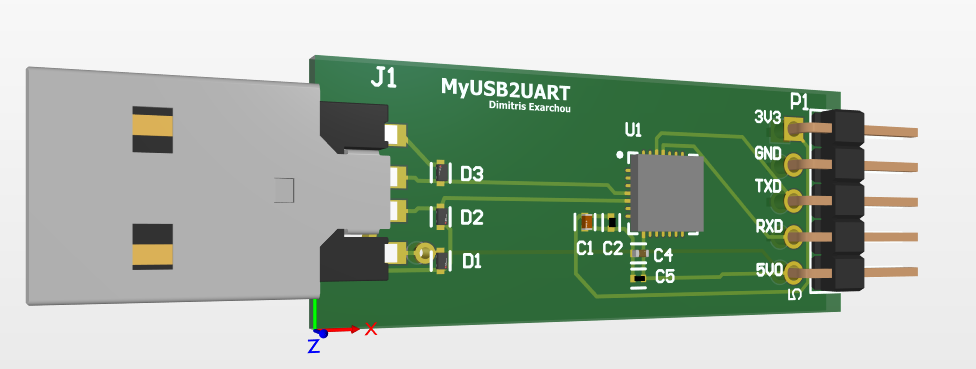 J1
MyUSB2UART
Dimitris Exarchou
P1
U1
3V3
GND
TXD
RXD
5V0
5
D3
D2
D1
C1 C2
C4
C5
X
Z